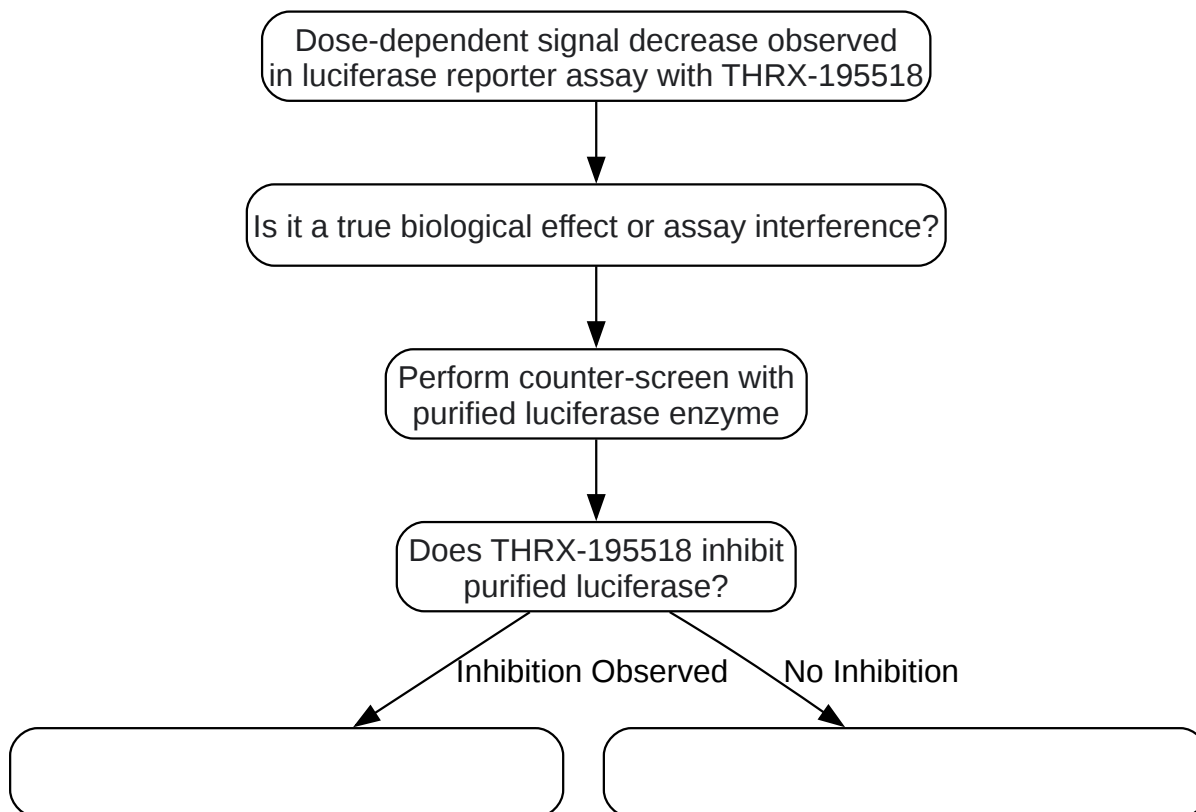 Dose-dependent signal decrease observed
in luciferase reporter assay with THRX-195518
Is it a true biological effect or assay interference?
Perform counter-screen with
purified luciferase enzyme
Does THRX-195518 inhibit
purified luciferase?
Inhibition Observed
No Inhibition